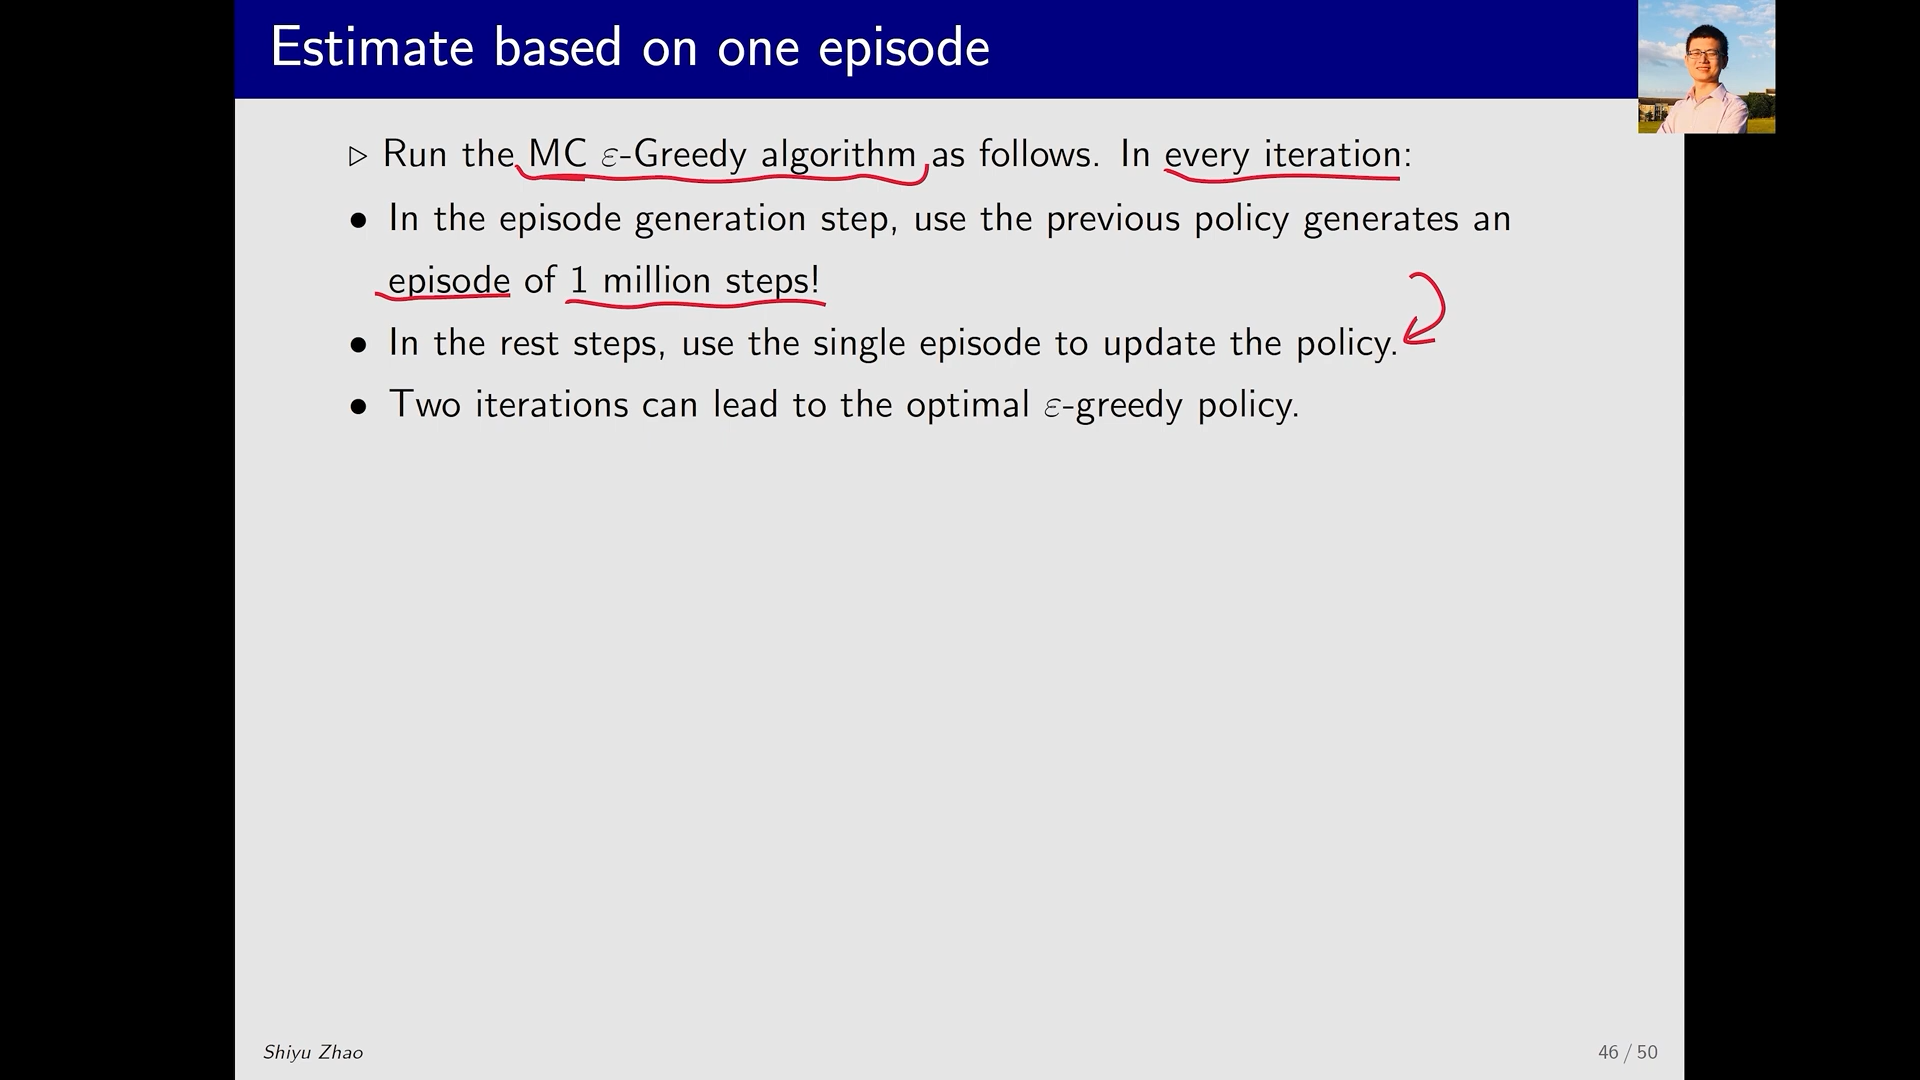 Estimate based on one episode
▷ Run the MC ε-Greedy algorithm as follows. In every iteration:
• In the episode generation step, use the previous policy generates an
episode of 1 million steps!
• In the rest steps, use the single episode to update the policy.
• Two iterations can lead to the optimal ε-greedy policy.
Shiyu Zhao
46 / 50